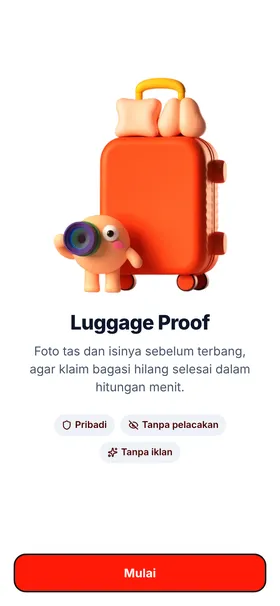 Luggage Proof
Foto tas dan isinya sebelum terbang,
agar klaim bagasi hilang selesai dalam
hitungan menit.
Pribadi
Tanpa pelacakan
Tanpa iklan
Mulai